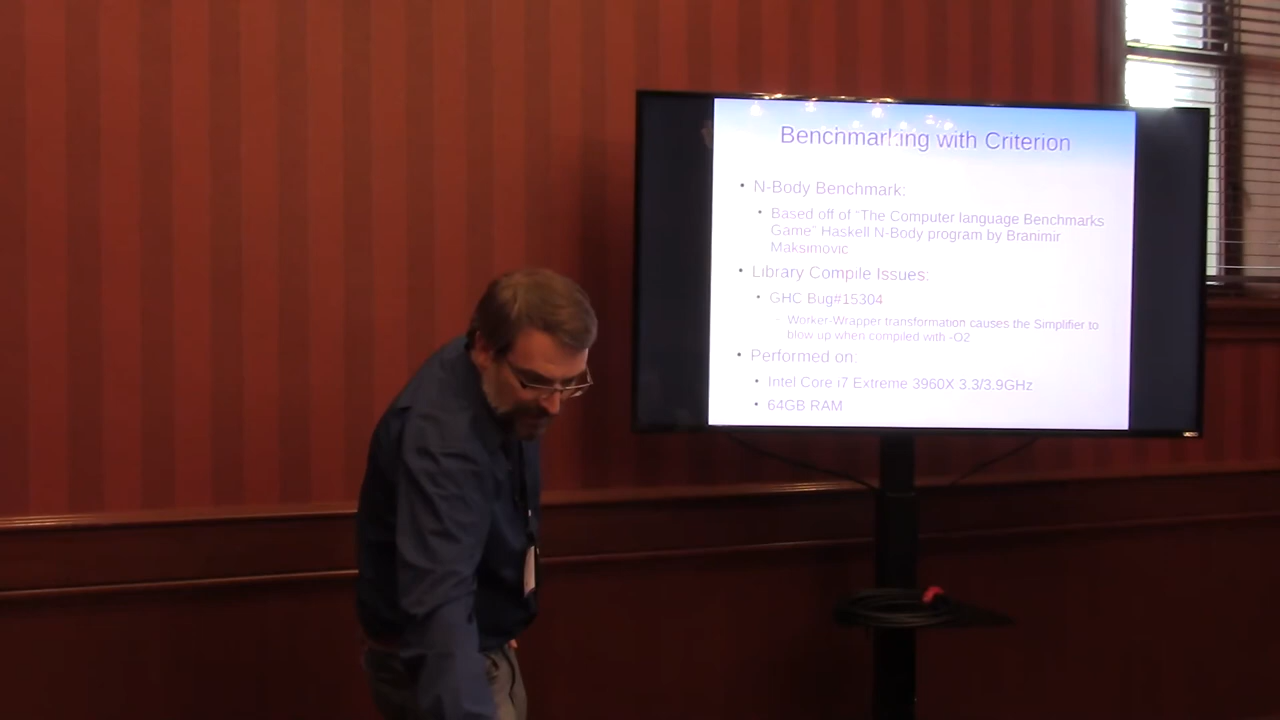 Benchmarking with Criterion
• N-Body Benchmark:
• Based off of "The Computer language Benchmarks
Game" Haskell N-Body program by Branimir
Maksimovic
• Library Compile Issues:
• GHC Bug#15304
– Worker-Wrapper transformation causes the Simplifier to
blow up when compiled with -O2
• Performed on:
• Intel Core i7 Extreme 3960X 3.3/3.9GHz
• 64GB RAM